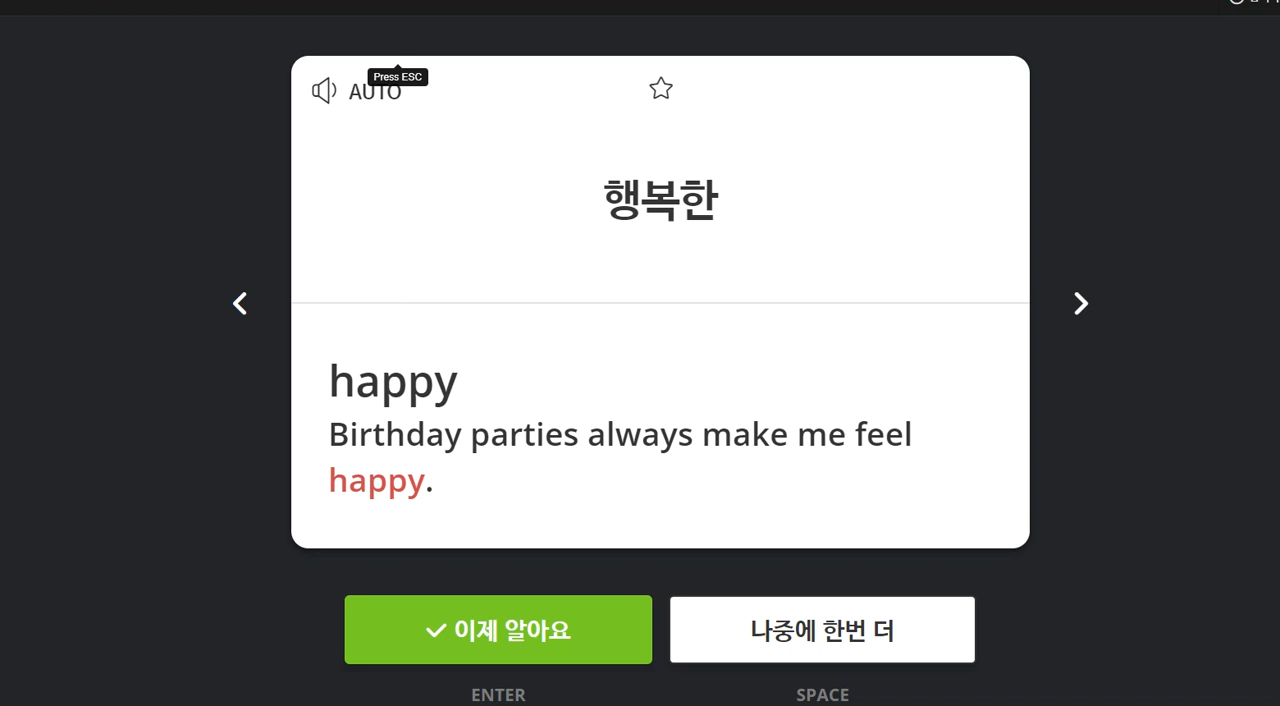 Press ESC
AUTO
행복한
happy
Birthday parties always make me feel
happy.
이제 알아요
나중에 한번 더
ENTER
SPACE